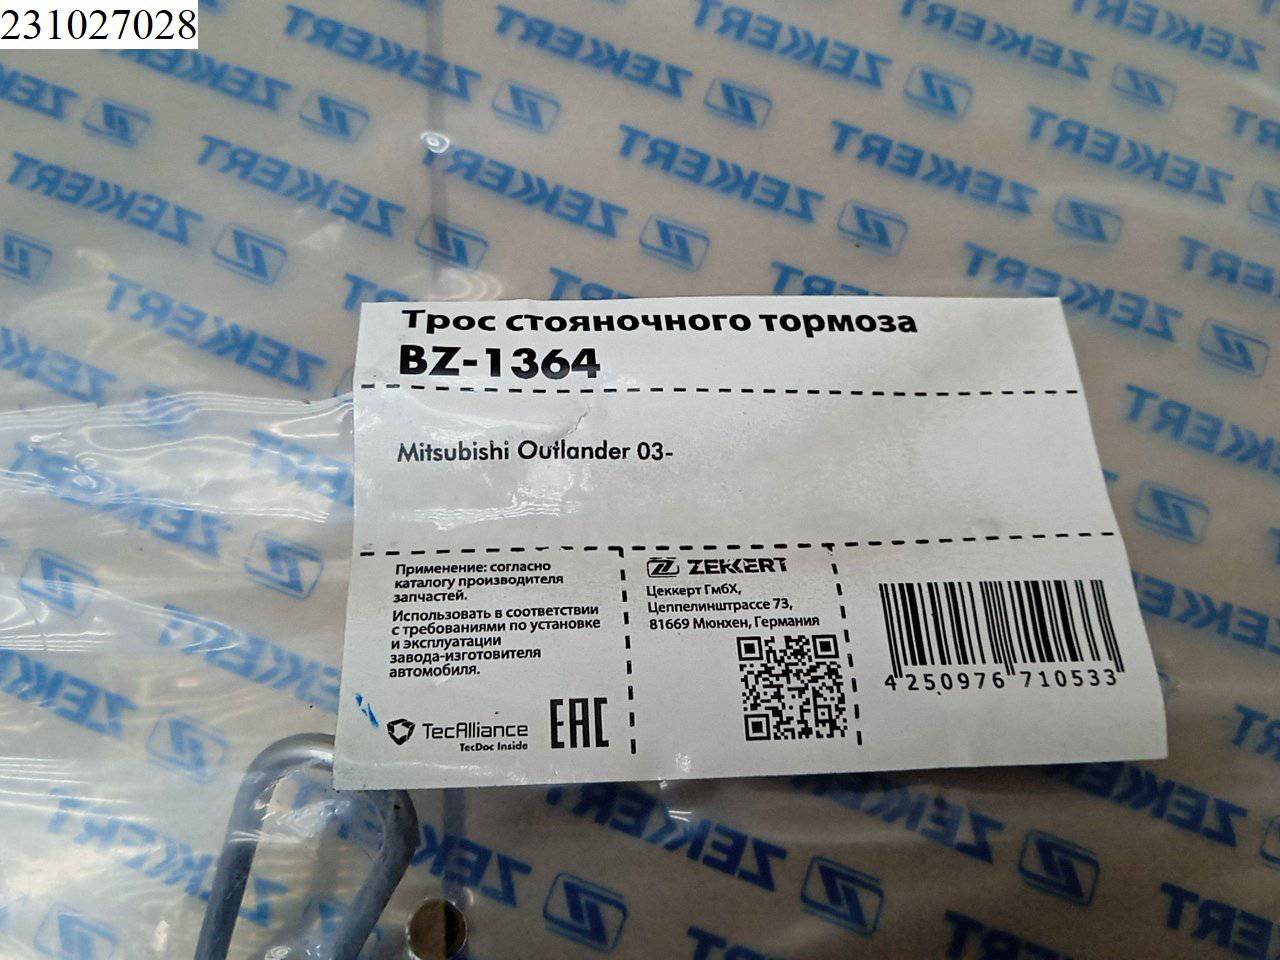 231027028
Трос стояночного тормоза
BZ-1364
Mitsubishi Outlander 03-
Применение: согласно
каталогу производителя
запчастей.
Использовать в соответствии
с требованиями по установке
и эксплуатации
завода-изготовителя
автомобиля.
TecAlliance
TecDoc Inside
EAC
ZEKKERT
Цеккерт ГмбХ,
Цеппелинштрассе 73,
81669 Мюнхен, Германия
4 250976 710533